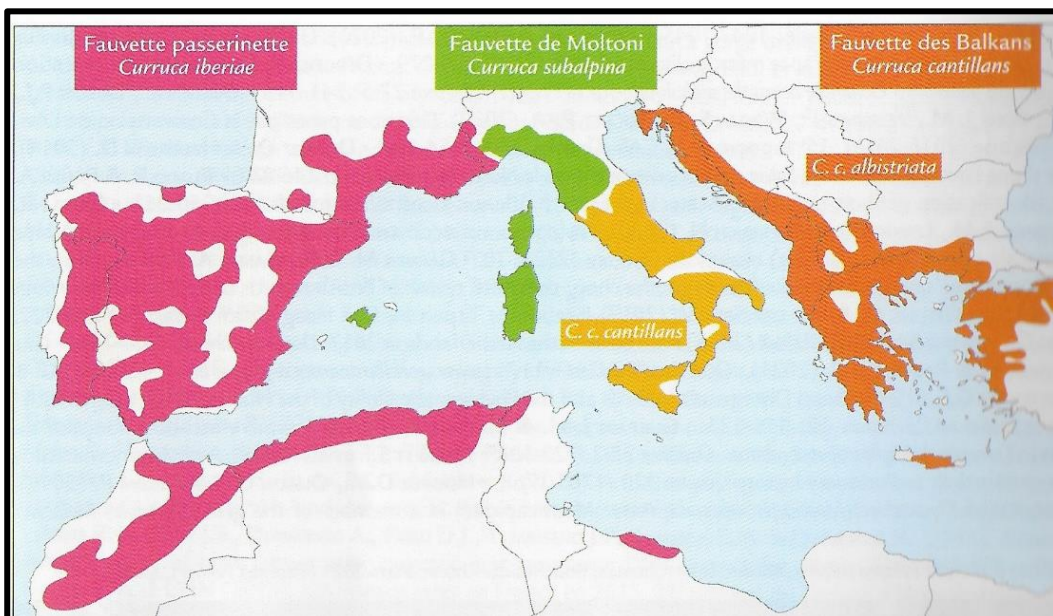 Fauvette passerinette
Curruca iberiae
Fauvette de Moltoni
Curruca subalpina
Fauvette des Balkans
Curruca cantillans
C. c. albistriata
C. c. cantillans